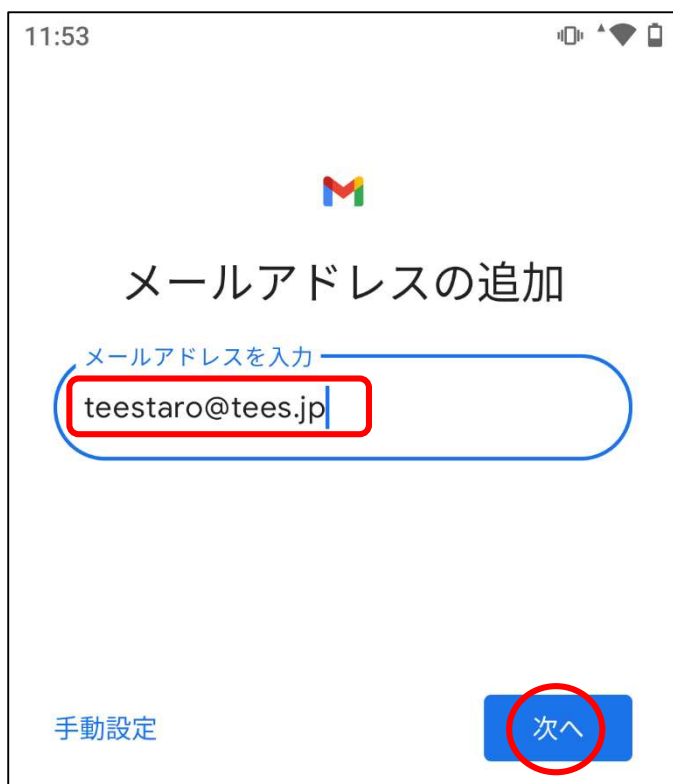 11:53
メールアドレスの追加
メールアドレスを入力
teestaro@tees.jp
手動設定
次へ